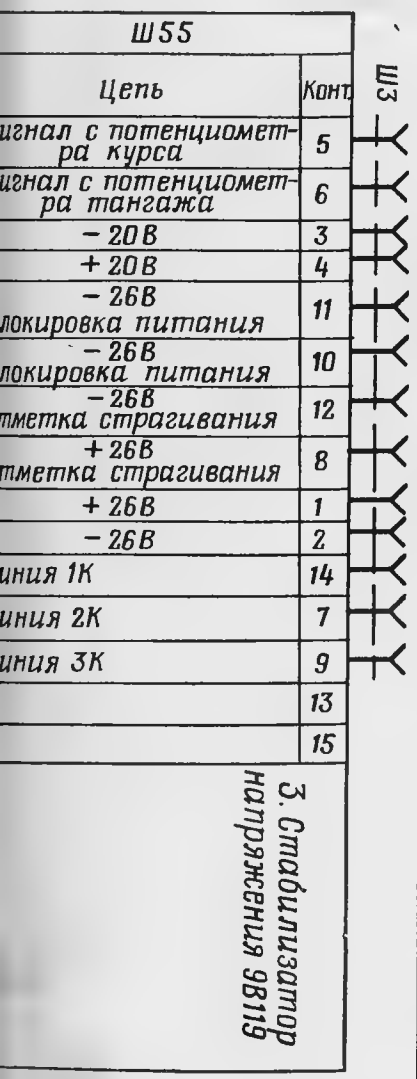 Ш55
Цепь Конт.
игнал с потенциомет-
ра курса 5
игнал с потенциомет-
ра тангажа 6
- 20 В 3
+ 20 В 4
- 26В
локировка питания 11
- 26В
локировка питания 10
- 26В
тметка страгивания 12
+ 26В
тметка страгивания 8
+ 26В 1
- 26В 2
иния 1К 14
иния 2К 7
иния 3К 9
13
15
Ш3
3. Стабилизатор
напряжения 9В119